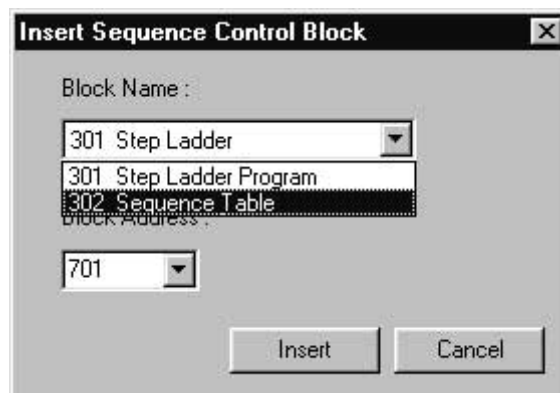 Insert Sequence Control Block
Block Name :
301 Step Ladder
301 Step Ladder Program
302 Sequence Table
Block Address :
701
Insert
Cancel